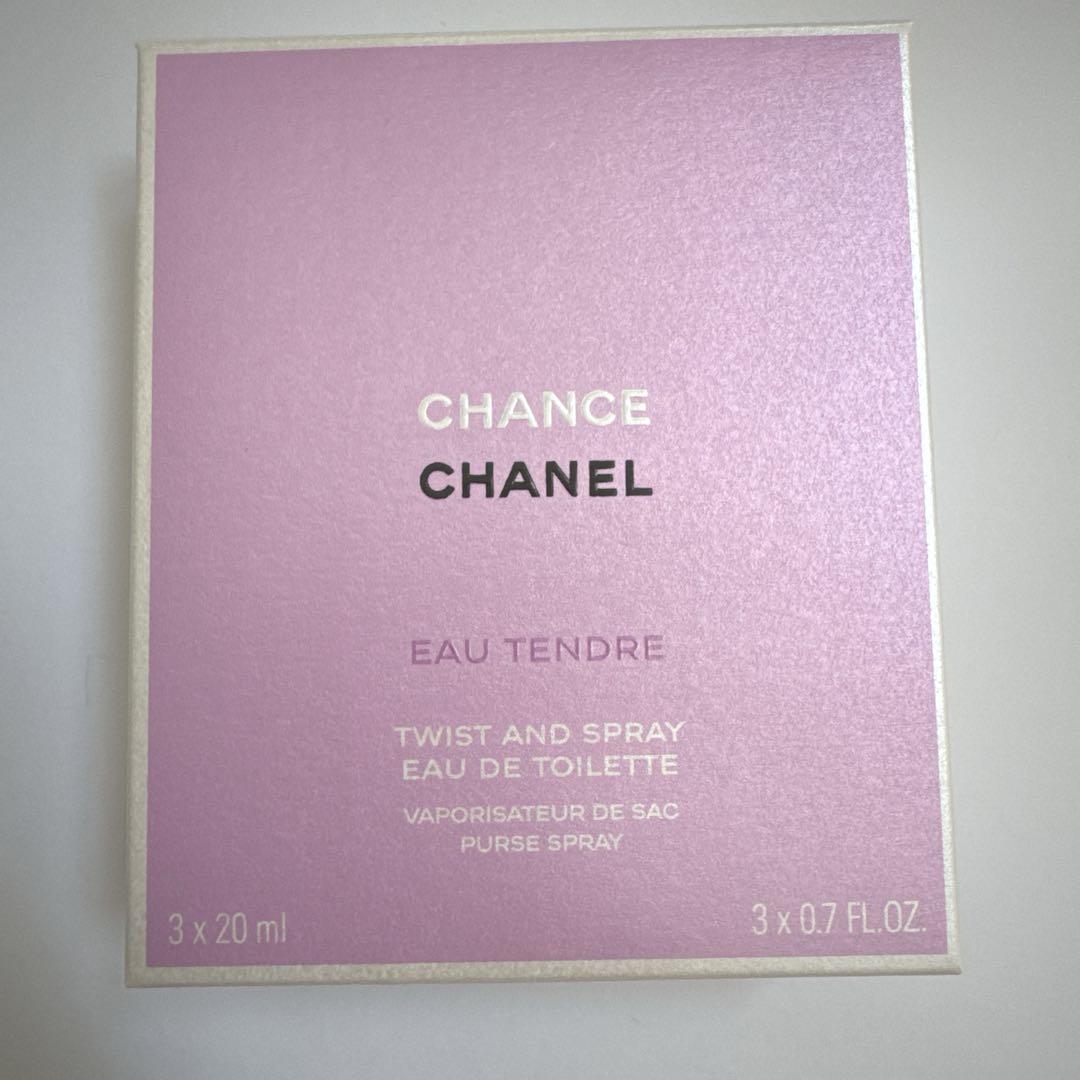 CHANCE
CHANEL
EAU TENDRE
TWIST AND SPRAY
EAU DE TOILETTE
VAPORISATEUR DE SAC
PURSE SPRAY
3 x 20 ml
3 x 0.7 FL.OZ.